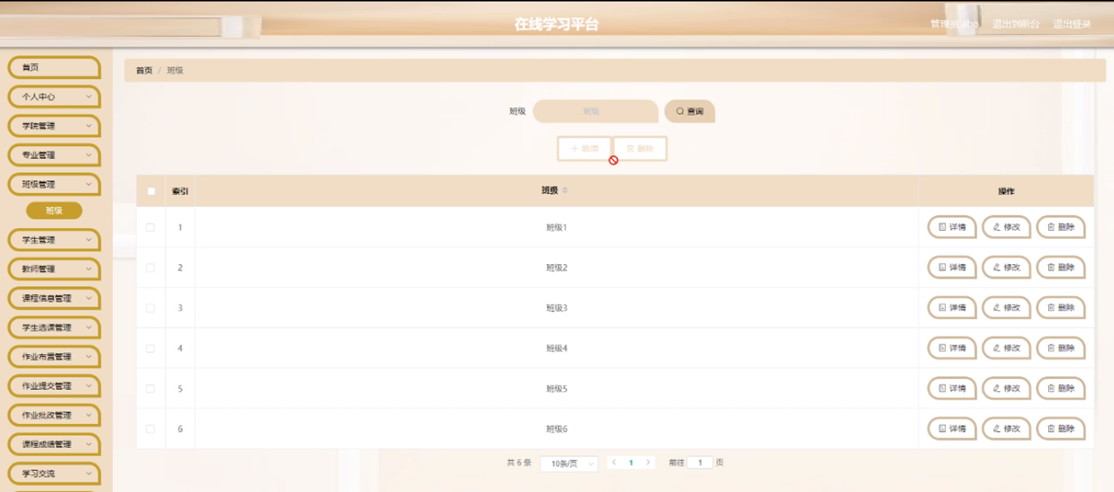 在线学习平台
管理员 abo 退出到前台 退出登录
首页
个人中心
学院管理
专业管理
班级管理
班级
学生管理
教师管理
课程信息管理
学生选课管理
作业布置管理
作业提交管理
作业批改管理
课程成绩管理
学习交流
首页 / 班级
班级 班级 查询
+ 新增 删除
索引 班级 操作
1 班级1 详情 修改 删除
2 班级2 详情 修改 删除
3 班级3 详情 修改 删除
4 班级4 详情 修改 删除
5 班级5 详情 修改 删除
6 班级6 详情 修改 删除
共 6 条 10条/页 < 1 > 前往 1 页